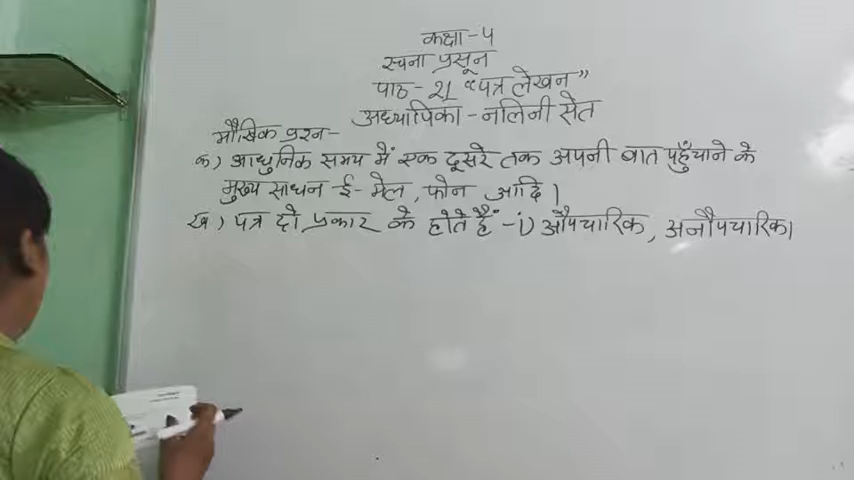 कक्षा-५
रचना प्रसून
पाठ- 21 "पत्र लेखन"
अध्यापिका - नलिनी सेत
मौखिक प्रश्न-
क) आधुनिक समय में एक दूसरे तक अपनी बात पहुँचाने के
मुख्य साधन ई- मेल, फोन आदि।
ख) पत्र दो प्रकार के होते हैं -i) औपचारिक, अनौपचारिक।